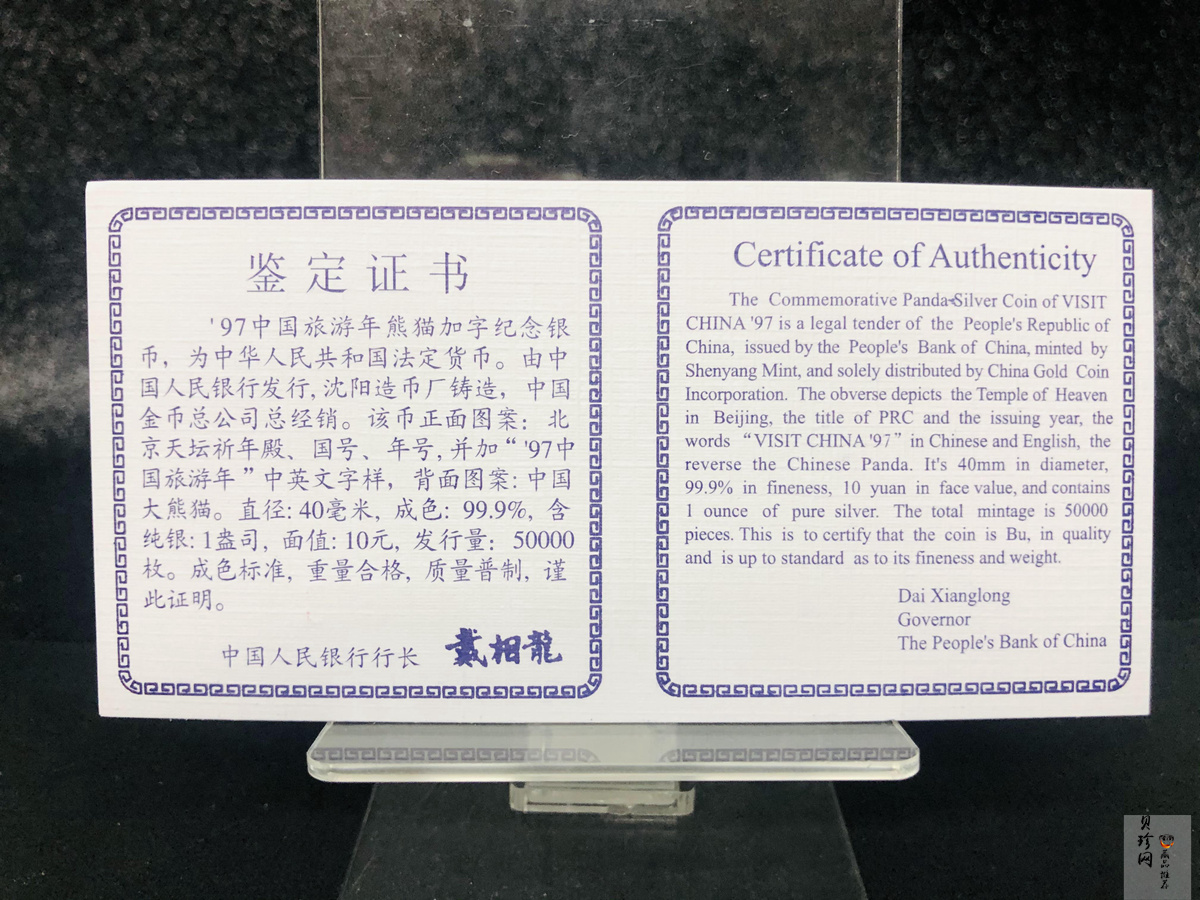 鉴定证书
'97中国旅游年熊猫加字纪念银
币，为中华人民共和国法定货币。由中
国人民银行发行，沈阳造币厂铸造，中国
金币总公司总经销。该币正面图案：北
京天坛祈年殿、国号、年号，并加“'97中
国旅游年”中英文字样，背面图案：中国
大熊猫。直径：40毫米，成色：99.9%，含
纯银：1盎司，面值：10元，发行量：50000
枚。成色标准，重量合格，质量普制，谨
此证明。
中国人民银行行长 戴相龍
Certificate of Authenticity
The Commemorative Panda-Silver Coin of VISIT
CHINA '97 is a legal tender of the People's Republic of
China, issued by the People's Bank of China, minted by
Shenyang Mint, and solely distributed by China Gold Coin
Incorporation. The obverse depicts the Temple of Heaven
in Beijing, the title of PRC and the issuing year, the
words “VISIT CHINA '97” in Chinese and English, the
reverse the Chinese Panda. It's 40mm in diameter,
99.9% in fineness, 10 yuan in face value, and contains
1 ounce of pure silver. The total mintage is 50000
pieces. This is to certify that the coin is Bu, in quality
and is up to standard as to its fineness and weight.
Dai Xianglong
Governor
The People's Bank of China
贝珍网
藏品推荐